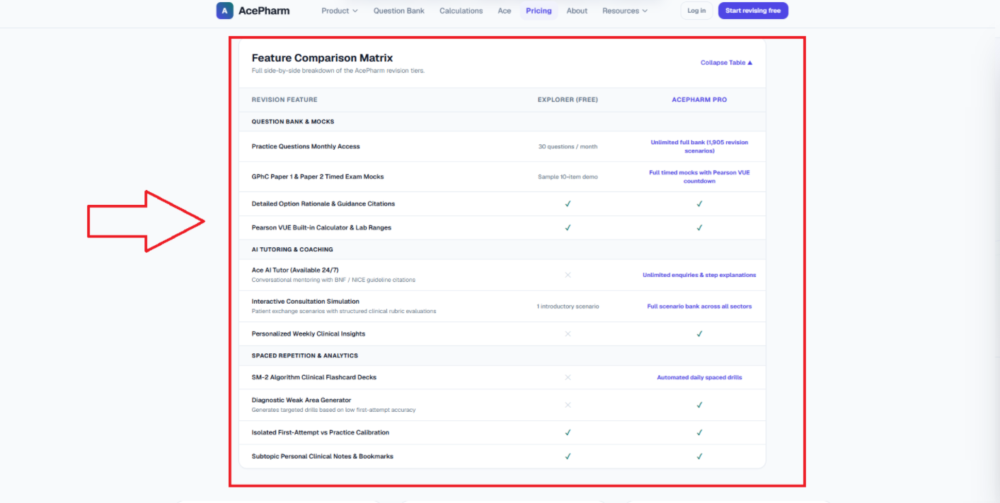 A AcePharm Product Question Bank Calculations Ace Pricing About Resources Log in Start revising free
Feature Comparison Matrix
Full side-by-side breakdown of the AcePharm revision tiers.
Collapse Table ▲
REVISION FEATURE EXPLORER (FREE) ACEPHARM PRO
QUESTION BANK & MOCKS
Practice Questions Monthly Access 30 questions / month Unlimited full bank (1,905 revision
scenarios)
GPhC Paper 1 & Paper 2 Timed Exam Mocks Sample 10-item demo Full timed mocks with Pearson VUE
countdown
Detailed Option Rationale & Guidance Citations ✓ ✓
Pearson VUE Built-in Calculator & Lab Ranges ✓ ✓
AI TUTORING & COACHING
Ace AI Tutor (Available 24/7)
Conversational mentoring with BNF / NICE guideline citations
× Unlimited enquiries & step explanations
Interactive Consultation Simulation
Patient exchange scenarios with structured clinical rubric evaluations
1 introductory scenario Full scenario bank across all sectors
Personalized Weekly Clinical Insights × ✓
SPACED REPETITION & ANALYTICS
SM-2 Algorithm Clinical Flashcard Decks × Automated daily spaced drills
Diagnostic Weak Area Generator
Generates targeted drills based on low first-attempt accuracy
× ✓
Isolated First-Attempt vs Practice Calibration ✓ ✓
Subtopic Personal Clinical Notes & Bookmarks ✓ ✓